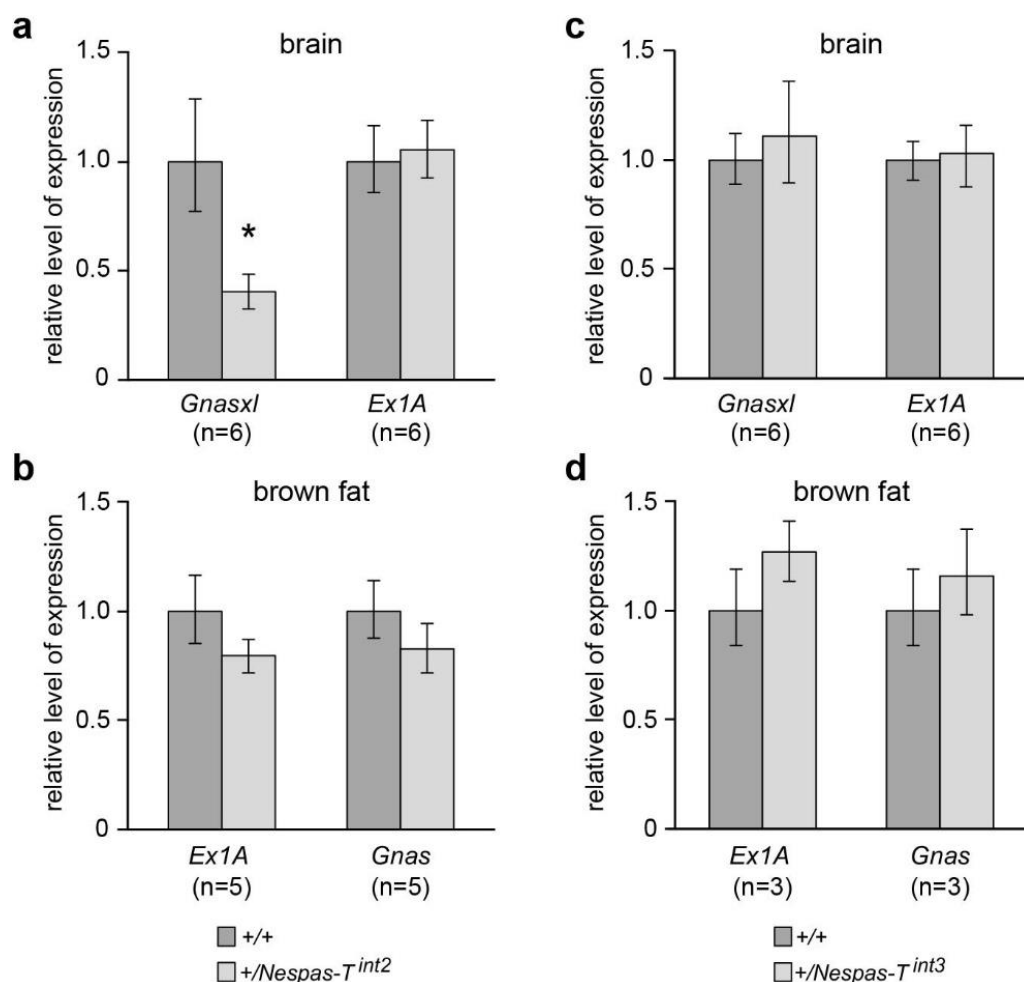 a
brain
relative level of expression
1.5
1.0
0.5
0
*
Gnasxl
(n=6)
Ex1A
(n=6)
b
brown fat
relative level of expression
1.5
1.0
0.5
0
Ex1A
(n=5)
Gnas
(n=5)
+/+
+/Nespas-T^int2
c
brain
relative level of expression
1.5
1.0
0.5
0
Gnasxl
(n=6)
Ex1A
(n=6)
d
brown fat
relative level of expression
1.5
1.0
0.5
0
Ex1A
(n=3)
Gnas
(n=3)
+/+
+/Nespas-T^int3